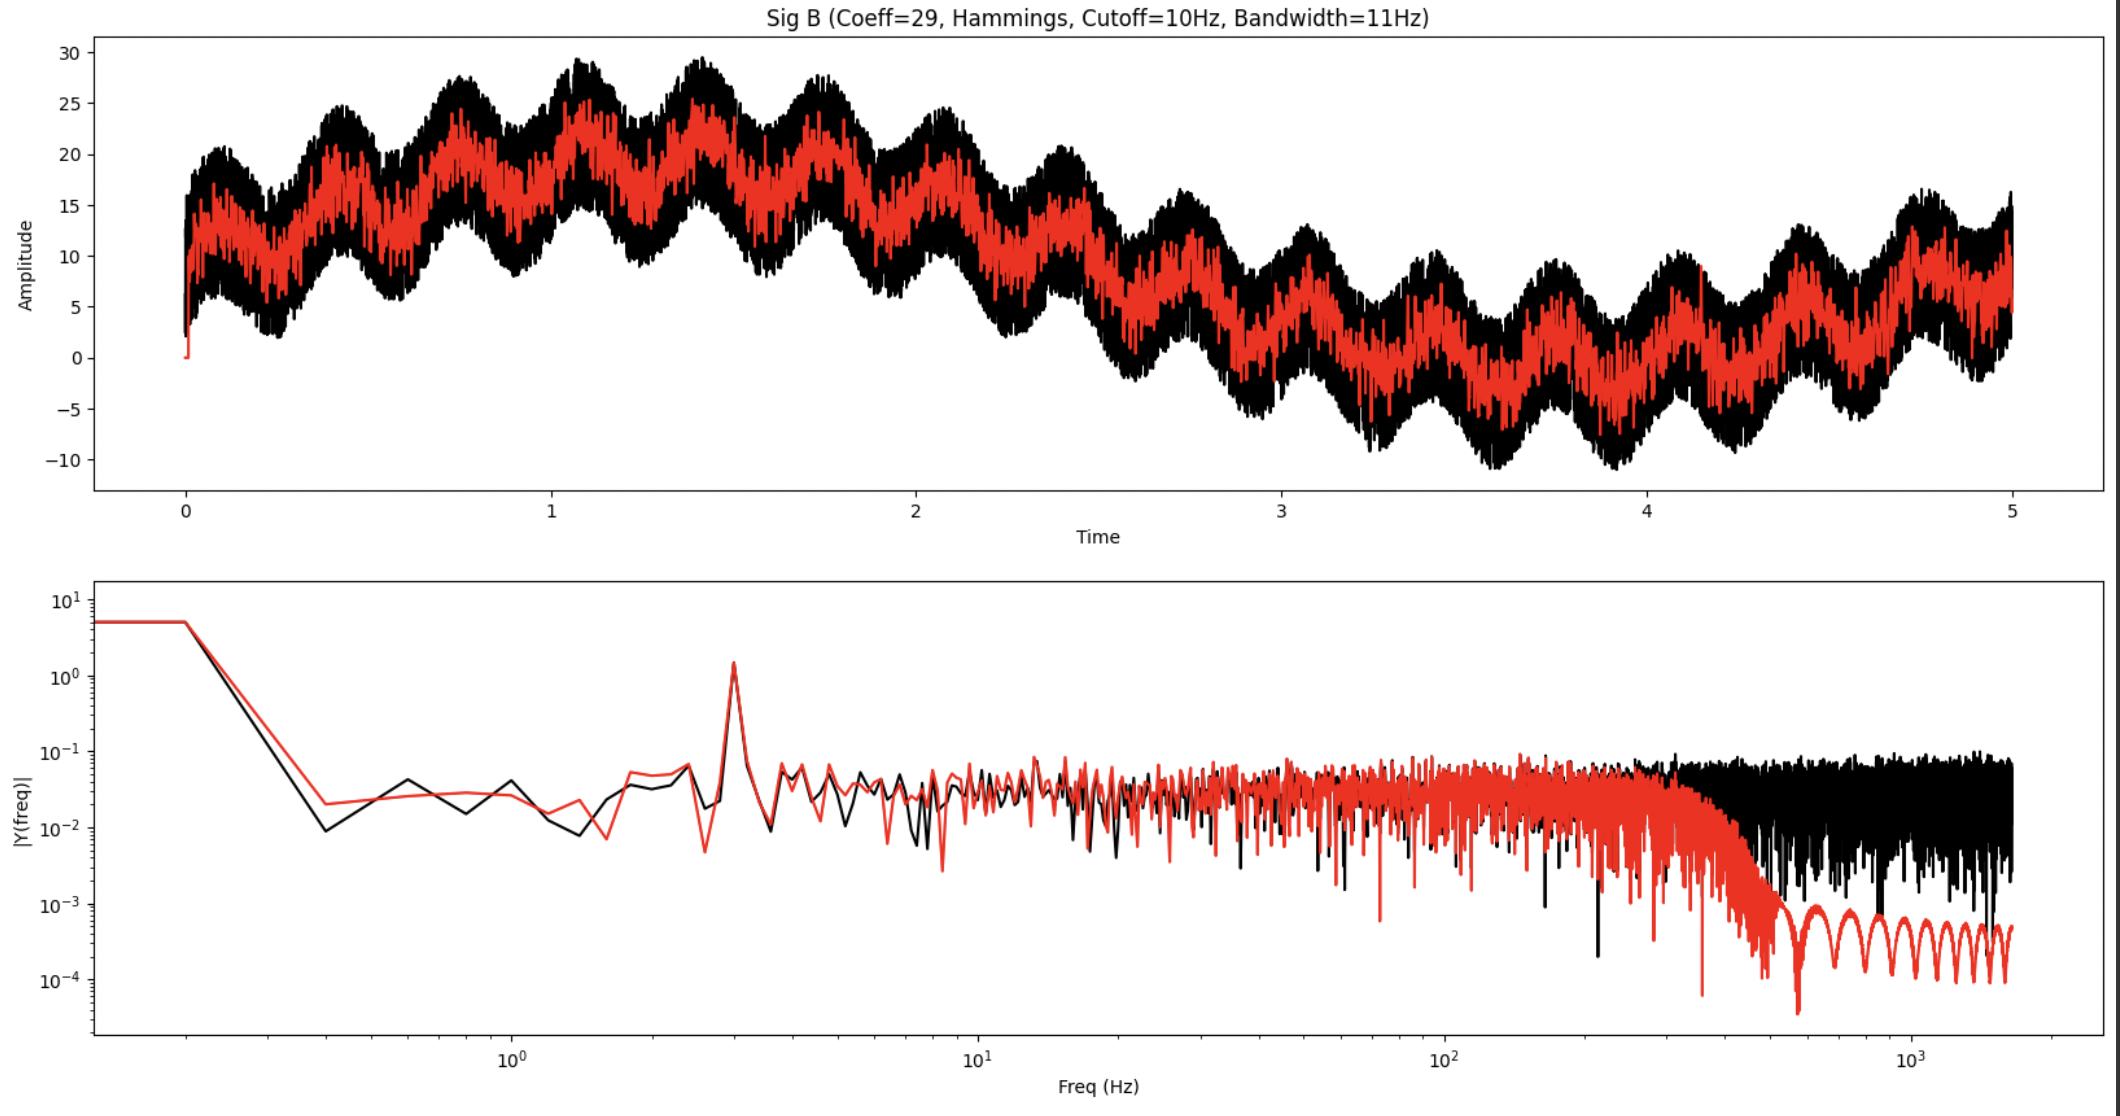 Sig B (Coeff=29, Hammings, Cutoff=10Hz, Bandwidth=11Hz)
30
25
20
15
10
5
0
−5
−10
Amplitude
0 1 2 3 4 5
Time
10¹
10⁰
10⁻¹
10⁻²
10⁻³
10⁻⁴
|Y(freq)|
10⁰ 10¹ 10² 10³
Freq (Hz)